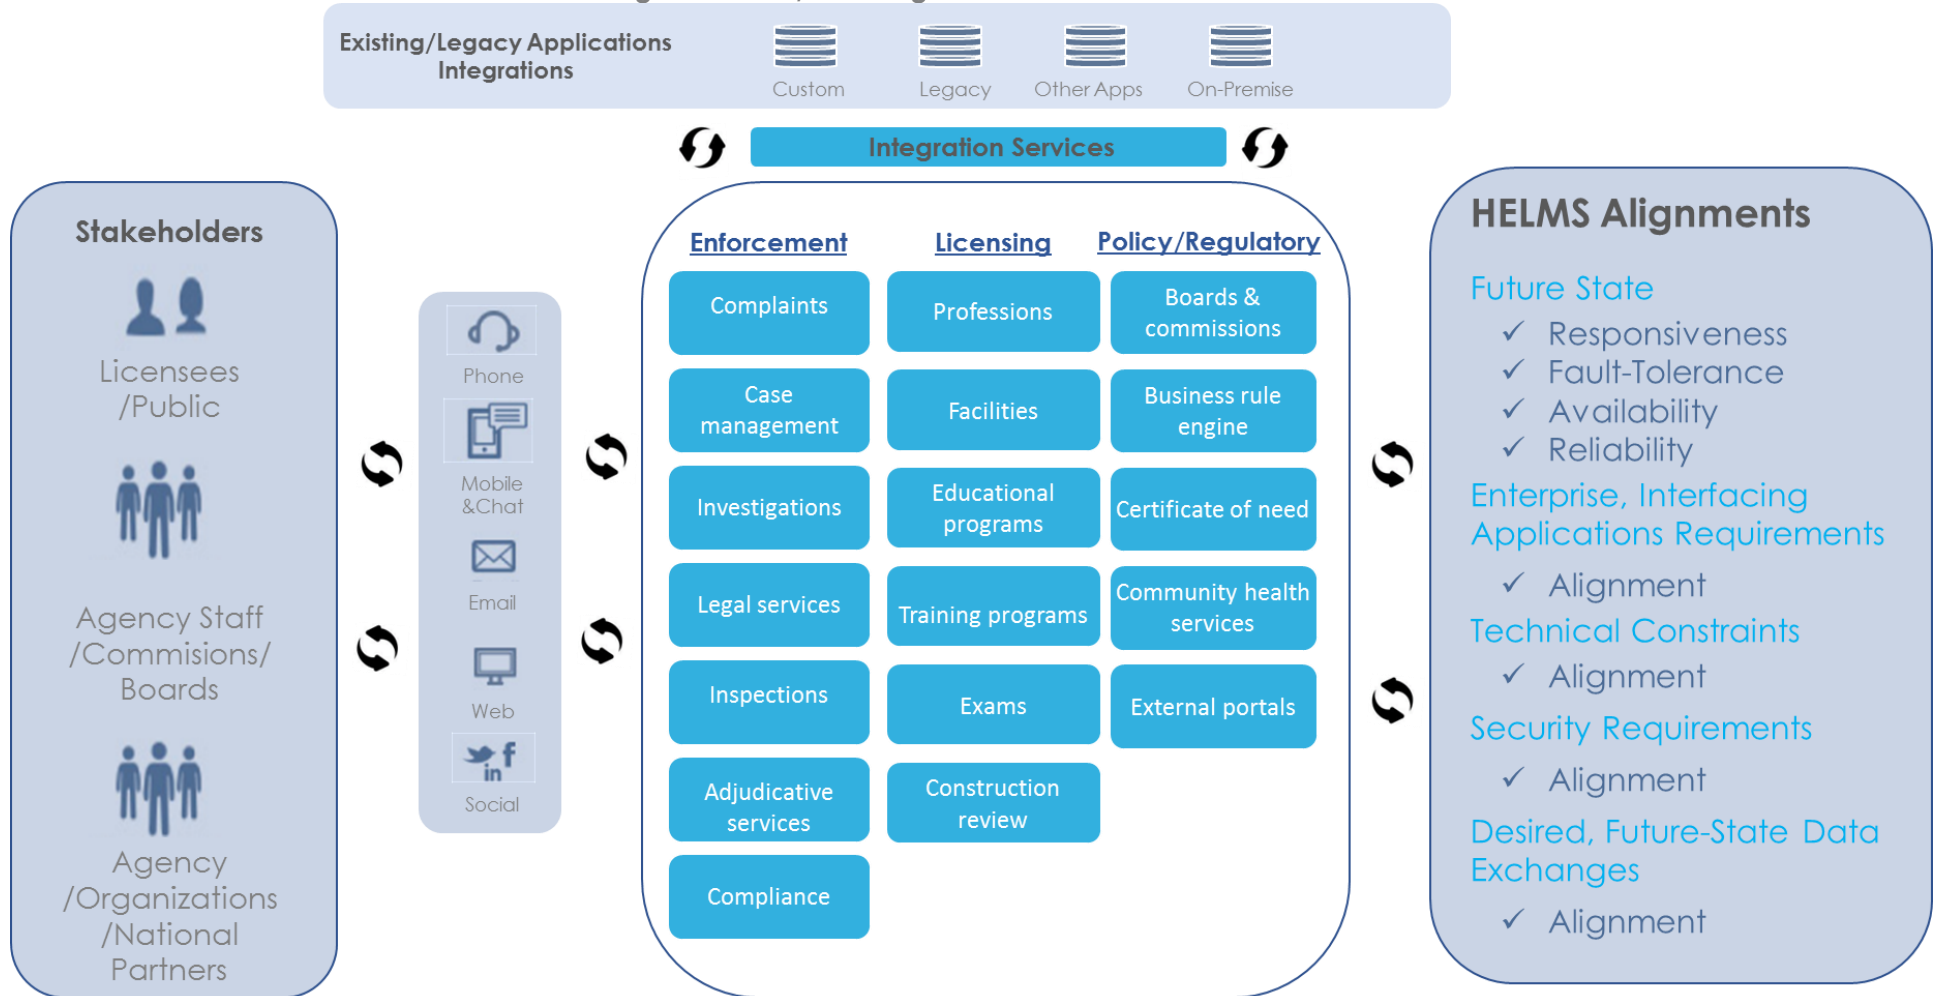 Existing/Legacy Applications
Integrations
Custom
Legacy
Other Apps
On-Premise
Integration Services
Stakeholders
Licensees
/Public
Agency Staff
/Commisions/
Boards
Agency
/Organizations
/National
Partners
Phone
Mobile
&Chat
Email
Web
in
Social
Enforcement
Complaints
Case
management
Investigations
Legal services
Inspections
Adjudicative
services
Compliance
Licensing
Professions
Facilities
Educational
programs
Training programs
Exams
Construction
review
Policy/Regulatory
Boards &
commissions
Business rule
engine
Certificate of need
Community health
services
External portals
HELMS Alignments
Future State
✓ Responsiveness
✓ Fault-Tolerance
✓ Availability
✓ Reliability
Enterprise, Interfacing
Applications Requirements
✓ Alignment
Technical Constraints
✓ Alignment
Security Requirements
✓ Alignment
Desired, Future-State Data
Exchanges
✓ Alignment